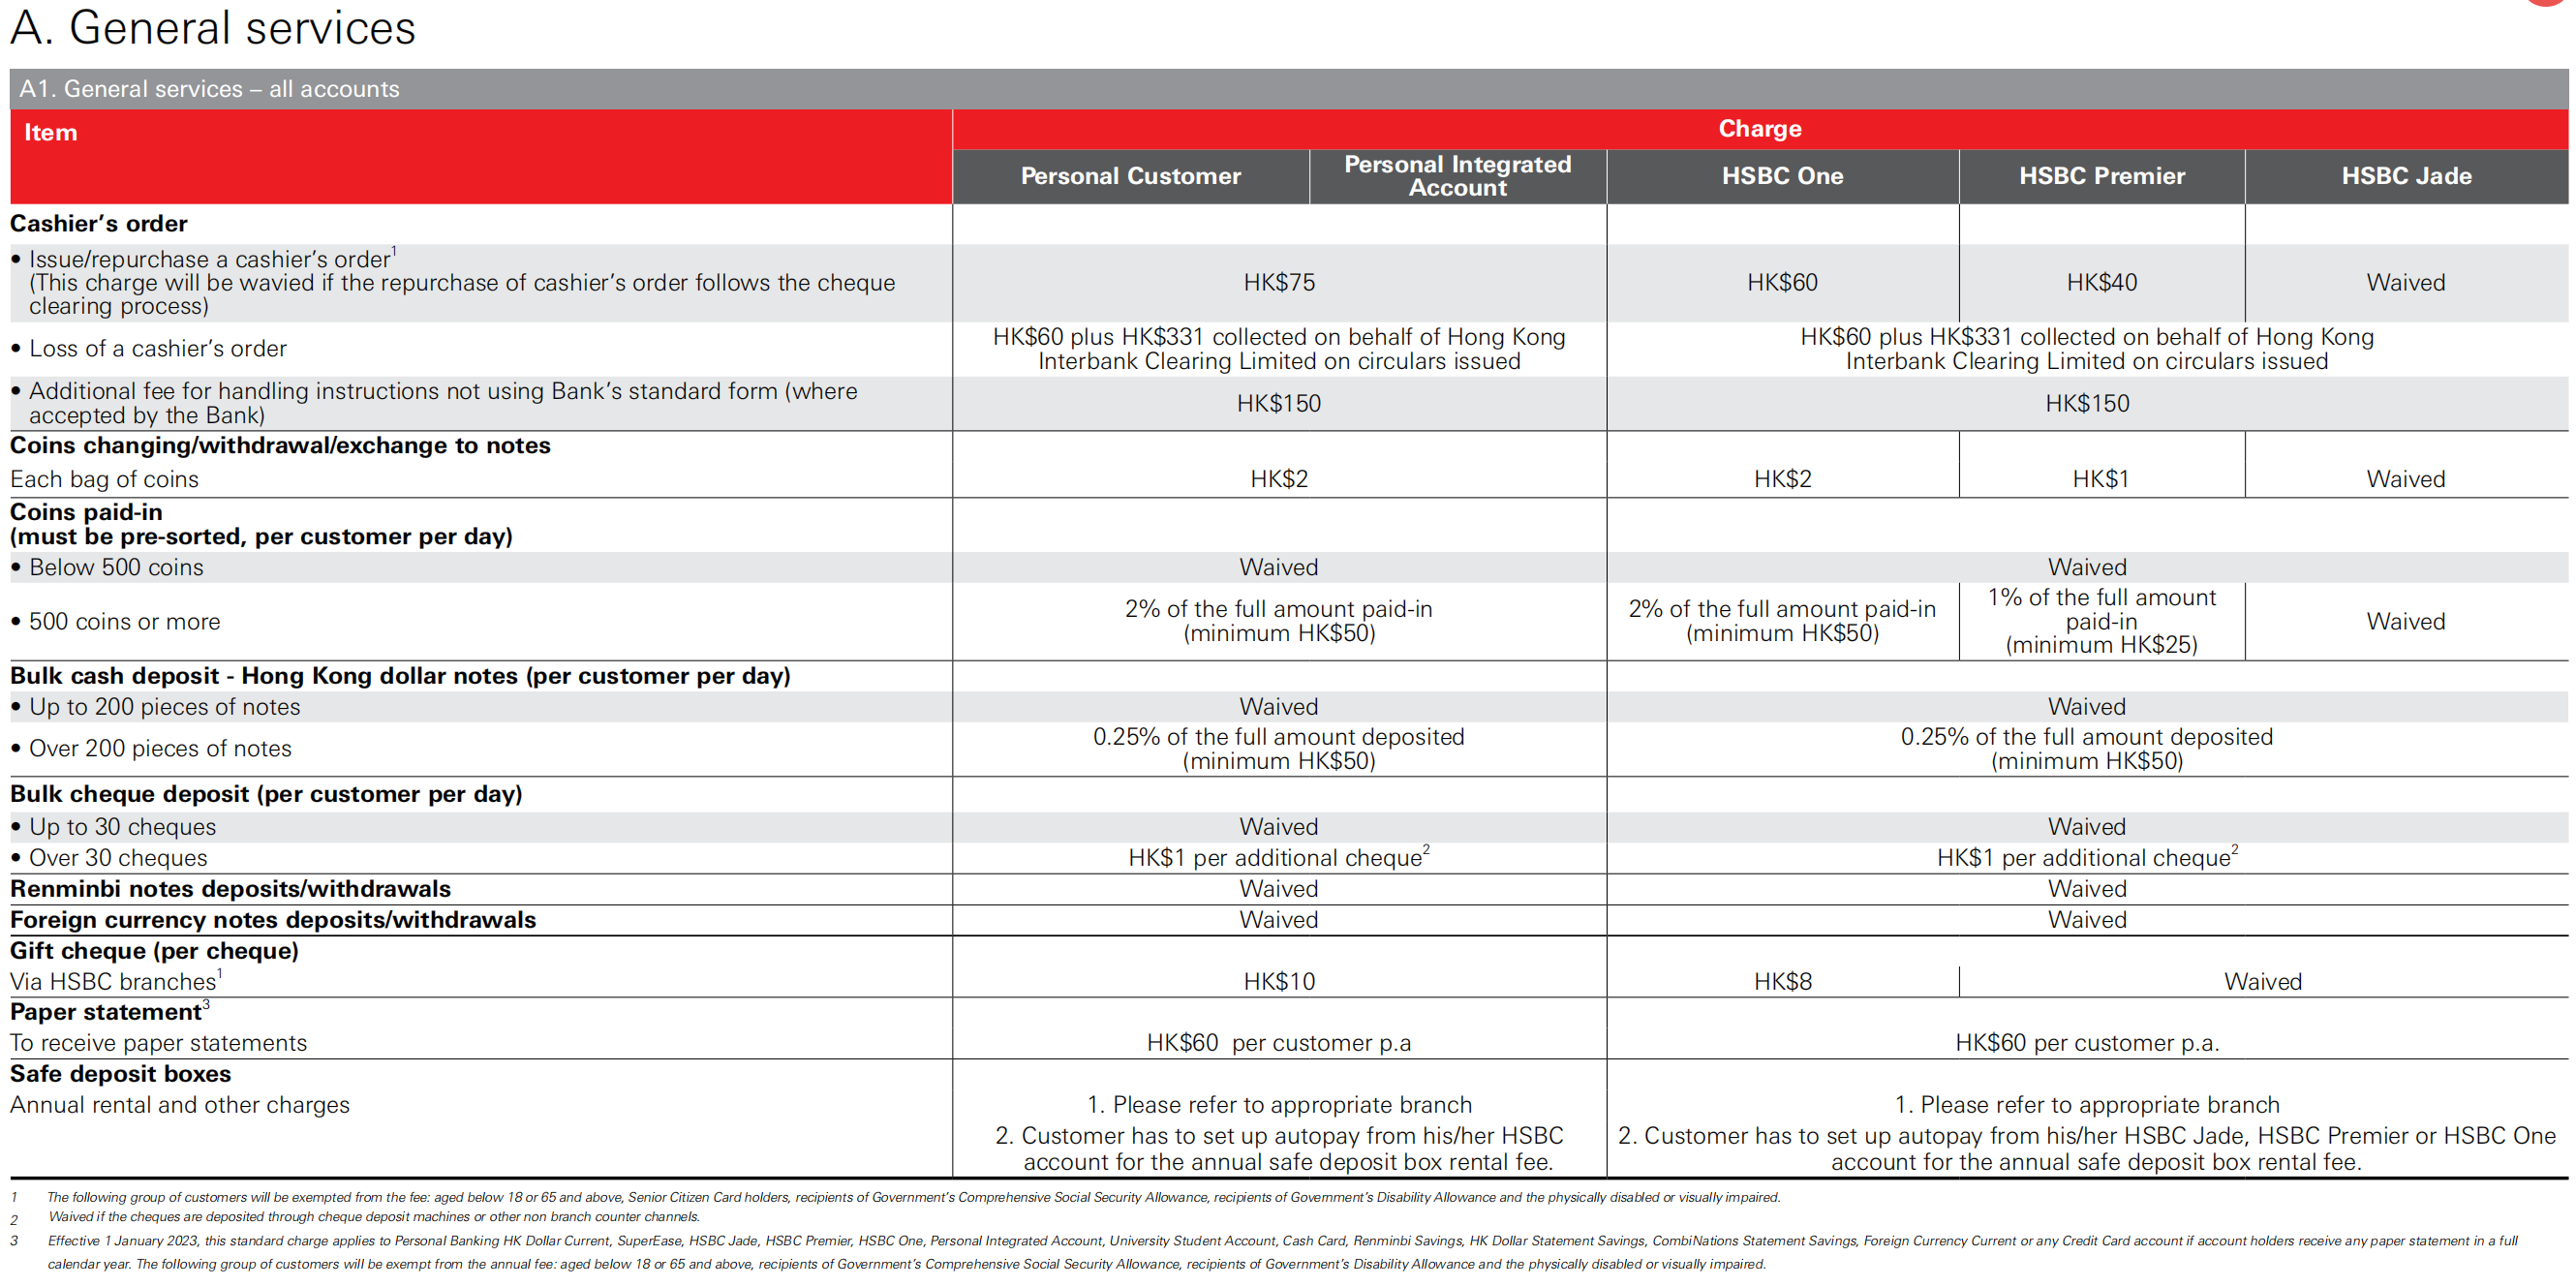 A. General services
A1. General services – all accounts
Item
Charge
Personal Customer
Personal Integrated
Account
HSBC One
HSBC Premier
HSBC Jade
Cashier’s order
• Issue/repurchase a cashier’s order1
(This charge will be wavied if the repurchase of cashier’s order follows the cheque
clearing process)
HK$75
HK$60
HK$40
Waived
• Loss of a cashier’s order
HK$60 plus HK$331 collected on behalf of Hong Kong
Interbank Clearing Limited on circulars issued
HK$60 plus HK$331 collected on behalf of Hong Kong
Interbank Clearing Limited on circulars issued
• Additional fee for handling instructions not using Bank’s standard form (where
accepted by the Bank)
HK$150
HK$150
Coins changing/withdrawal/exchange to notes
Each bag of coins
HK$2
HK$2
HK$1
Waived
Coins paid-in
(must be pre-sorted, per customer per day)
• Below 500 coins
Waived
Waived
• 500 coins or more
2% of the full amount paid-in
(minimum HK$50)
2% of the full amount paid-in
(minimum HK$50)
1% of the full amount
paid-in
(minimum HK$25)
Waived
Bulk cash deposit - Hong Kong dollar notes (per customer per day)
• Up to 200 pieces of notes
Waived
Waived
• Over 200 pieces of notes
0.25% of the full amount deposited
(minimum HK$50)
0.25% of the full amount deposited
(minimum HK$50)
Bulk cheque deposit (per customer per day)
• Up to 30 cheques
Waived
Waived
• Over 30 cheques
HK$1 per additional cheque2
HK$1 per additional cheque2
Renminbi notes deposits/withdrawals
Waived
Waived
Foreign currency notes deposits/withdrawals
Waived
Waived
Gift cheque (per cheque)
Via HSBC branches1
HK$10
HK$8
Waived
Paper statement3
To receive paper statements
HK$60 per customer p.a
HK$60 per customer p.a.
Safe deposit boxes
Annual rental and other charges
1. Please refer to appropriate branch
2. Customer has to set up autopay from his/her HSBC
account for the annual safe deposit box rental fee.
1. Please refer to appropriate branch
2. Customer has to set up autopay from his/her HSBC Jade, HSBC Premier or HSBC One
account for the annual safe deposit box rental fee.
1 The following group of customers will be exempted from the fee: aged below 18 or 65 and above, Senior Citizen Card holders, recipients of Government’s Comprehensive Social Security Allowance, recipients of Government’s Disability Allowance and the physically disabled or visually impaired.
2 Waived if the cheques are deposited through cheque deposit machines or other non branch counter channels.
3 Effective 1 January 2023, this standard charge applies to Personal Banking HK Dollar Current, SuperEase, HSBC Jade, HSBC Premier, HSBC One, Personal Integrated Account, University Student Account, Cash Card, Renminbi Savings, HK Dollar Statement Savings, CombiNations Statement Savings, Foreign Currency Current or any Credit Card account if account holders receive any paper statement in a full
calendar year. The following group of customers will be exempt from the annual fee: aged below 18 or 65 and above, recipients of Government’s Comprehensive Social Security Allowance, recipients of Government’s Disability Allowance and the physically disabled or visually impaired.